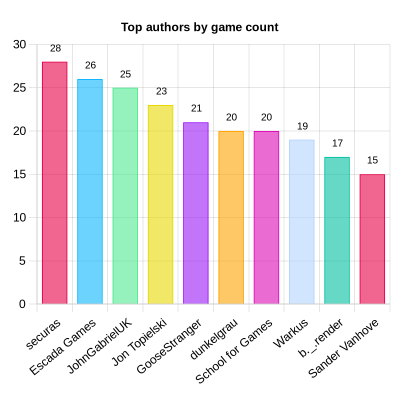 Top authors by game count
30
25
20
15
10
5
0
28
26
25
23
21
20
20
19
17
15
securas
Escada Games
JohnGabrielUK
Jon Topielski
GooseStranger
dunkelgrau
School for Games
Warkus
b._.render
Sander Vanhove